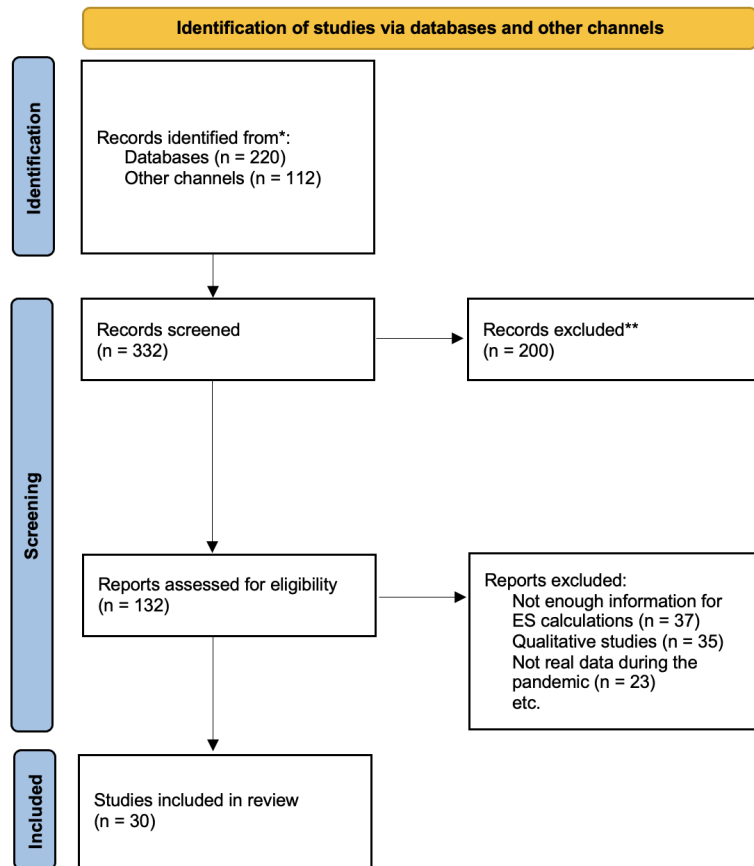 Identification of studies via databases and other channels
Identification
Records identified from*:
Databases (n = 220)
Other channels (n = 112)
Screening
Records screened
(n = 332)
Records excluded**
(n = 200)
Reports assessed for eligibility
(n = 132)
Reports excluded:
Not enough information for
ES calculations (n = 37)
Qualitative studies (n = 35)
Not real data during the
pandemic (n = 23)
etc.
Included
Studies included in review
(n = 30)